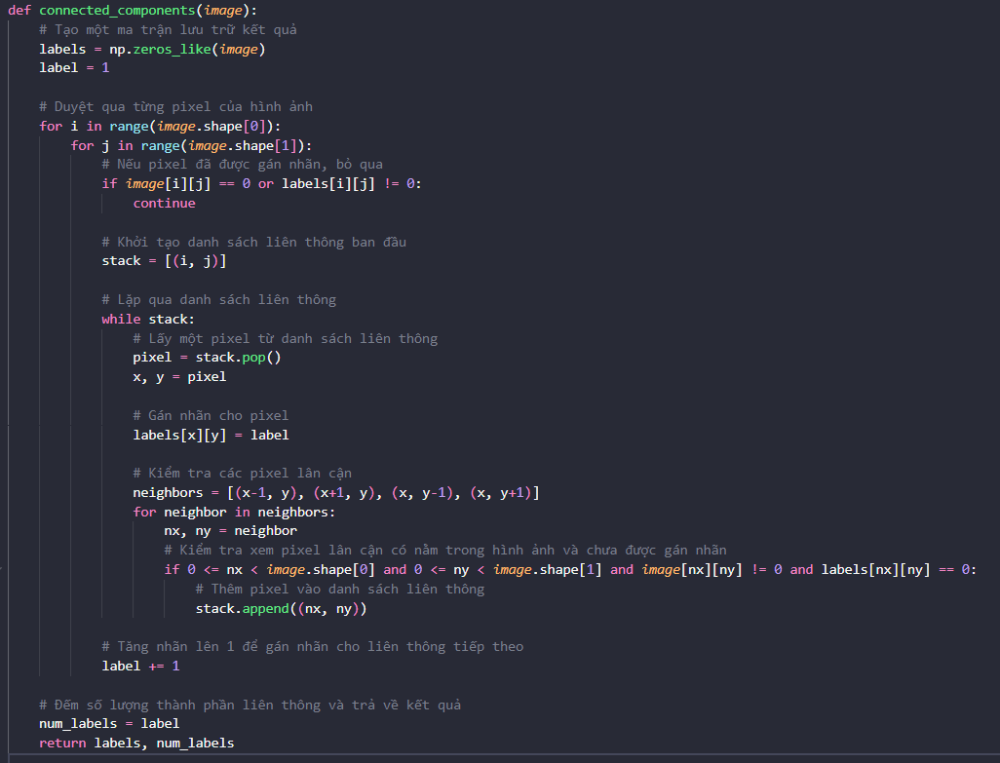 def connected_components(image):
    # Tạo một ma trận lưu trữ kết quả
    labels = np.zeros_like(image)
    label = 1

    # Duyệt qua từng pixel của hình ảnh
    for i in range(image.shape[0]):
        for j in range(image.shape[1]):
            # Nếu pixel đã được gán nhãn, bỏ qua
            if image[i][j] == 0 or labels[i][j] != 0:
                continue

            # Khởi tạo danh sách liên thông ban đầu
            stack = [(i, j)]

            # Lặp qua danh sách liên thông
            while stack:
                # Lấy một pixel từ danh sách liên thông
                pixel = stack.pop()
                x, y = pixel

                # Gán nhãn cho pixel
                labels[x][y] = label

                # Kiểm tra các pixel lân cận
                neighbors = [(x-1, y), (x+1, y), (x, y-1), (x, y+1)]
                for neighbor in neighbors:
                    nx, ny = neighbor
                    # Kiểm tra xem pixel lân cận có nằm trong hình ảnh và chưa được gán nhãn
                    if 0 <= nx < image.shape[0] and 0 <= ny < image.shape[1] and image[nx][ny] != 0 and labels[nx][ny] == 0:
                        # Thêm pixel vào danh sách liên thông
                        stack.append((nx, ny))

            # Tăng nhãn lên 1 để gán nhãn cho liên thông tiếp theo
            label += 1

    # Đếm số lượng thành phần liên thông và trả về kết quả
    num_labels = label
    return labels, num_labels